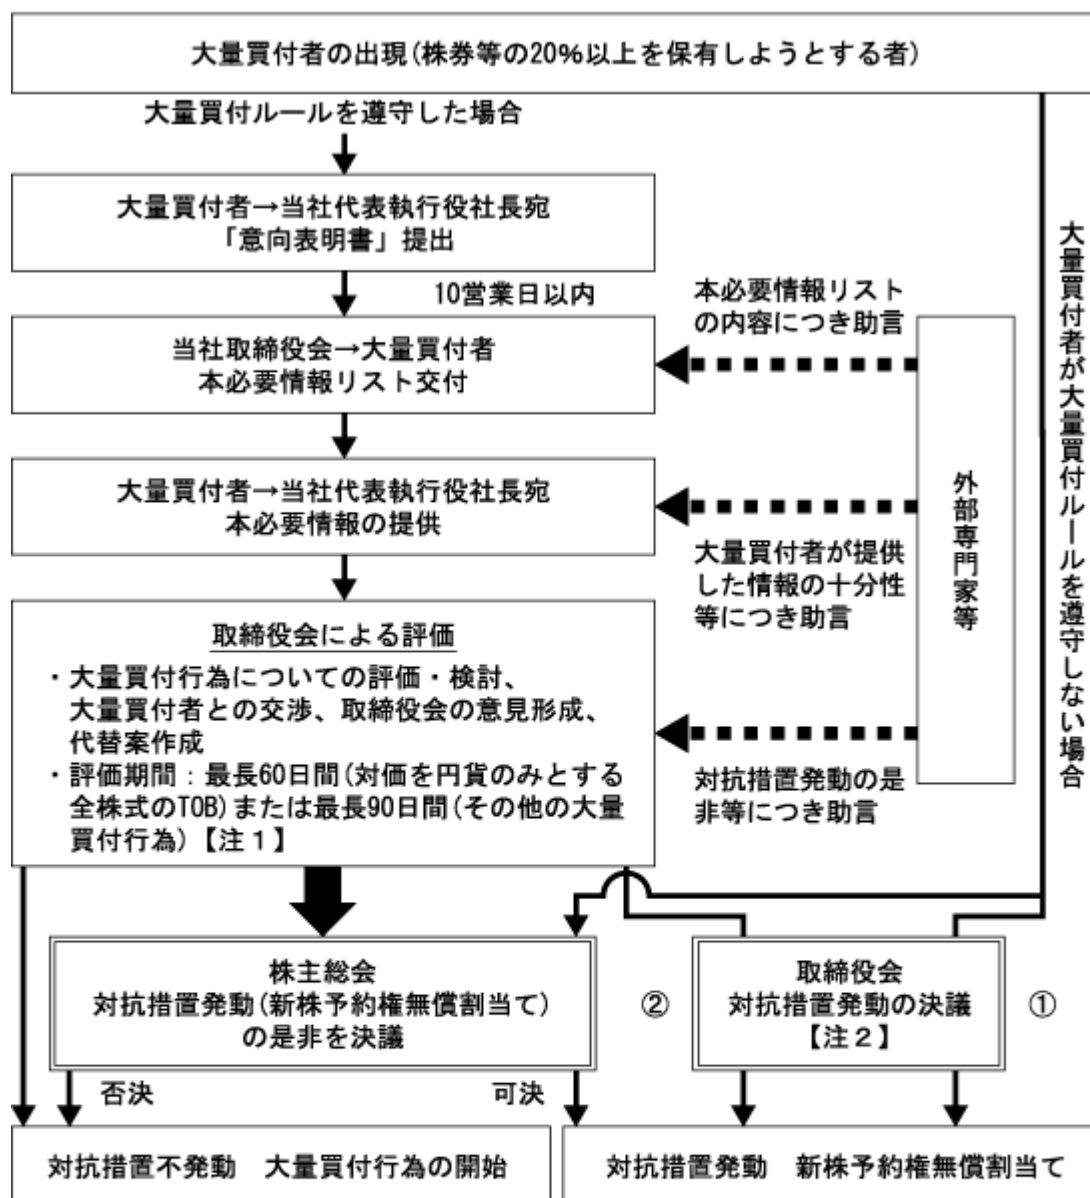 大量買付者の出現(株券等の20%以上を保有しようとする者)
大量買付ルールを遵守した場合
大量買付者→当社代表執行役社長宛
「意向表明書」提出
10営業日以内
当社取締役会→大量買付者
本必要情報リスト交付
本必要情報リスト
の内容につき助言
大量買付者→当社代表執行役社長宛
本必要情報の提供
大量買付者が提供
した情報の十分性
等につき助言
外部専門家等
大量買付者が大量買付ルールを遵守しない場合
取締役会による評価
・大量買付行為についての評価・検討、
大量買付者との交渉、取締役会の意見形成、
代替案作成
・評価期間：最長60日間(対価を円貨のみとする
全株式のTOB)または最長90日間(その他の大量
買付行為)【注１】
対抗措置発動の是
非等につき助言
株主総会
対抗措置発動(新株予約権無償割当て)
の是非を決議
②
取締役会
対抗措置発動の決議
【注２】
①
否決
可決
対抗措置不発動　大量買付行為の開始
対抗措置発動　新株予約権無償割当て